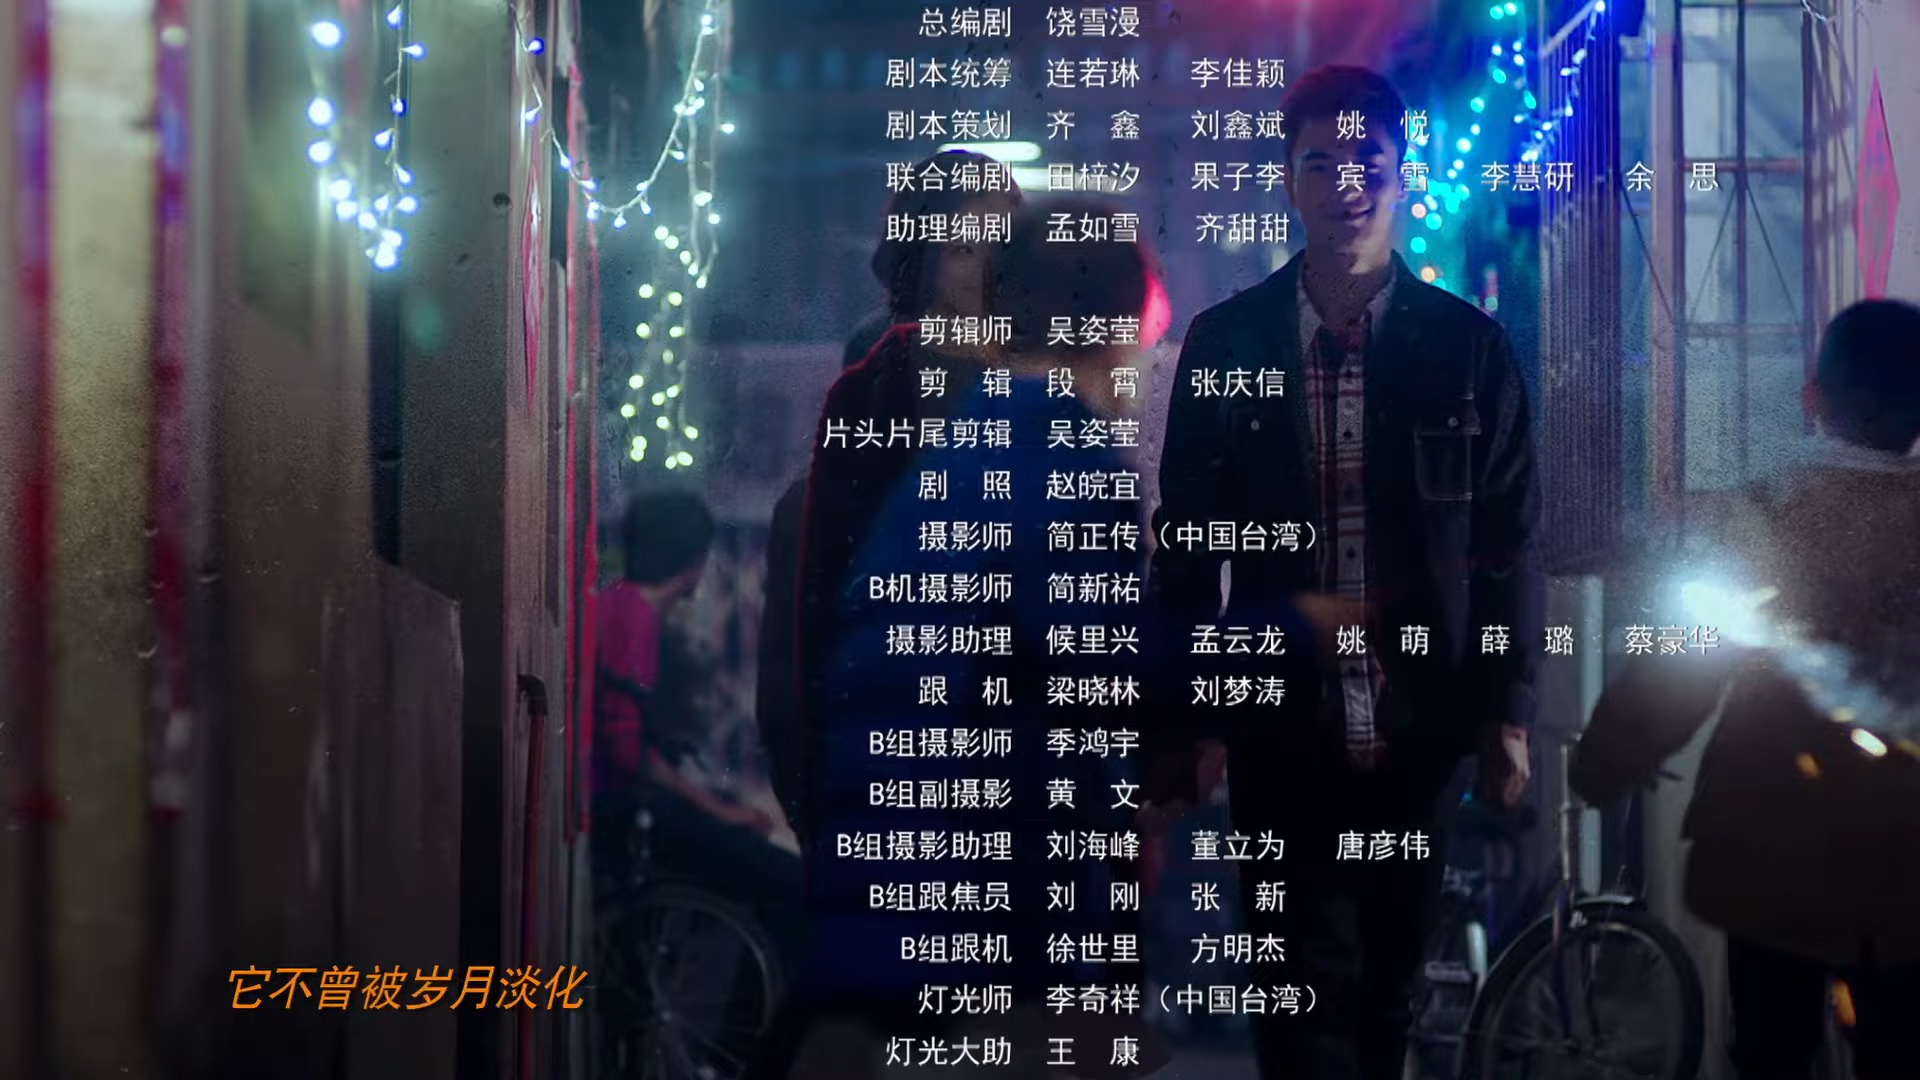 总编剧 饶雪漫
剧本统筹 连若琳 李佳颖
剧本策划 齐 鑫 刘鑫斌 姚 悦
联合编剧 田梓汐 果子李 宾 雪 李慧研 余 思
助理编剧 孟如雪 齐甜甜
剪辑师 吴姿莹
剪 辑 段 霄 张庆信
片头片尾剪辑 吴姿莹
剧 照 赵皖宜
摄影师 简正传（中国台湾）
B机摄影师 简新祐
摄影助理 候里兴 孟云龙 姚 萌 薛 璐 蔡豪华
跟 机 梁晓林 刘梦涛
B组摄影师 季鸿宇
B组副摄影 黄 文
B组摄影助理 刘海峰 董立为 唐彦伟
B组跟焦员 刘 刚 张 新
B组跟机 徐世里 方明杰
灯光师 李奇祥（中国台湾）
灯光大助 王 康
它不曾被岁月淡化